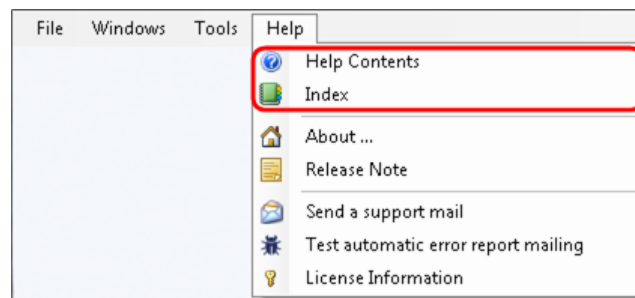 File Windows Tools Help
Help Contents
Index
About ...
Release Note
Send a support mail
Test automatic error report mailing
License Information